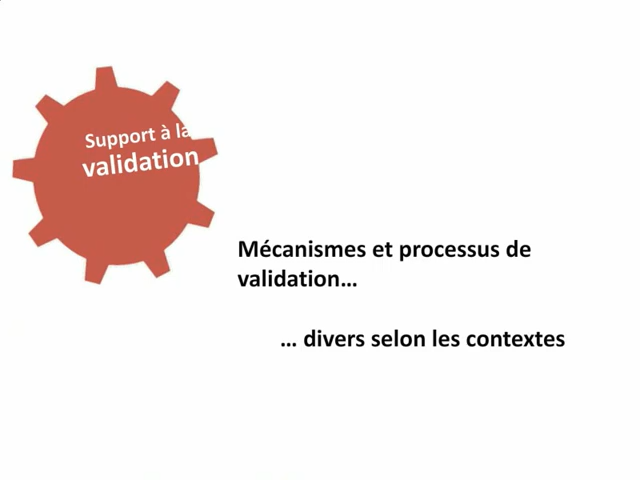 Support à la
validation
Mécanismes et processus de
validation…
… divers selon les contextes